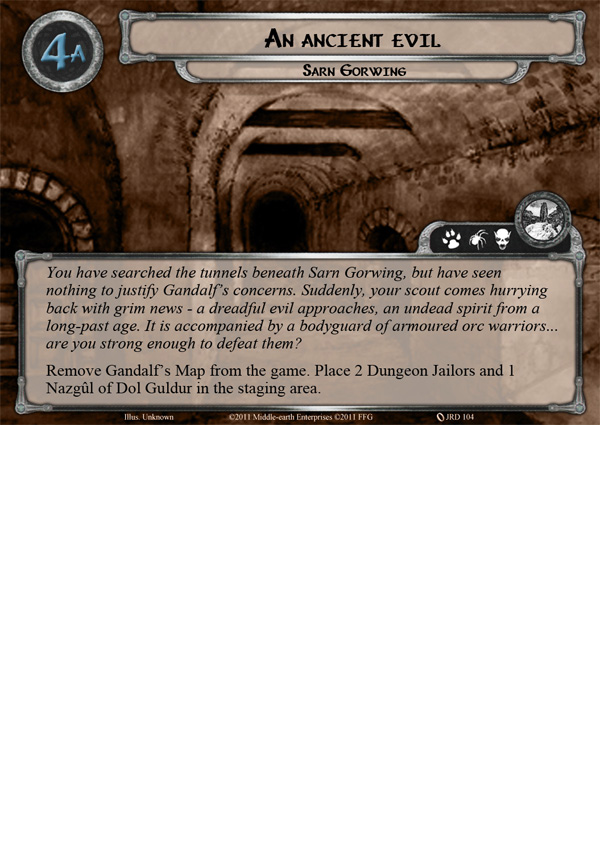 4A
AN ANCIENT EVIL
SARN GORWING
You have searched the tunnels beneath Sarn Gorwing, but have seen
nothing to justify Gandalf's concerns. Suddenly, your scout comes hurrying
back with grim news - a dreadful evil approaches, an undead spirit from a
long-past age. It is accompanied by a bodyguard of armoured orc warriors...
are you strong enough to defeat them?
Remove Gandalf's Map from the game. Place 2 Dungeon Jailors and 1
Nazgûl of Dol Guldur in the staging area.
Illus. Unknown ©2011 Middle-earth Enterprises ©2011 FFG JRD 104